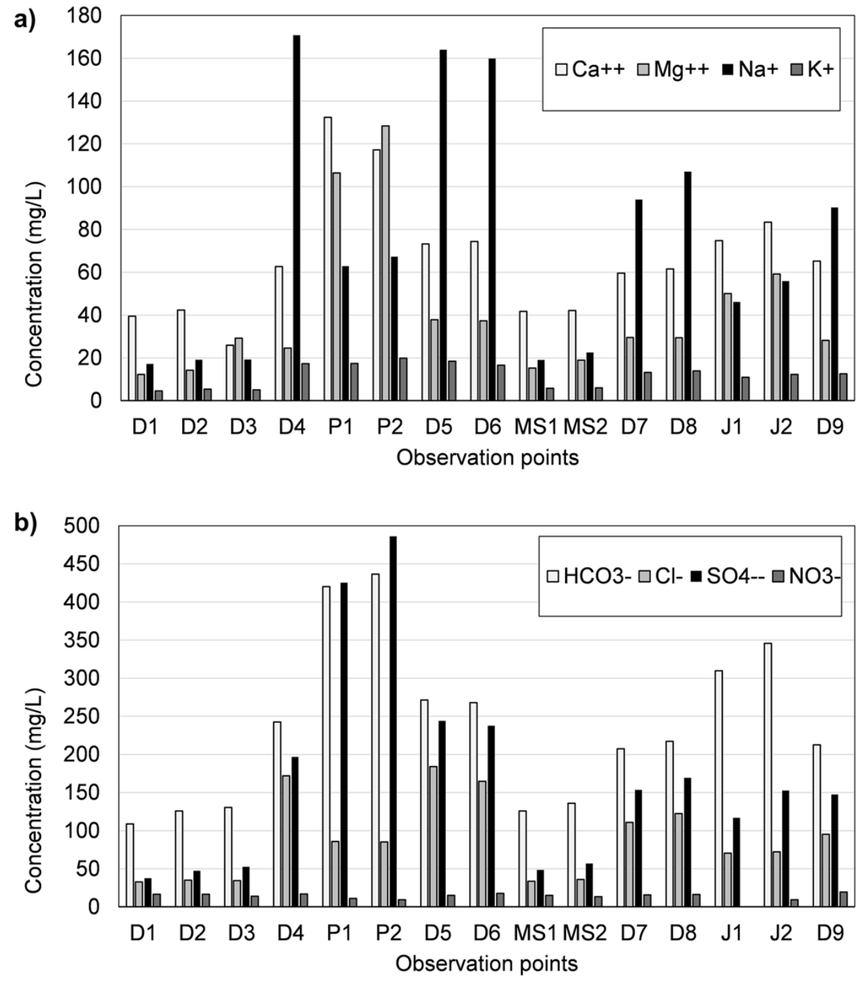 a)
180
160
140
120
100
80
60
40
20
0
Concentration (mg/L)
Ca++ Mg++ Na+ K+
D1 D2 D3 D4 P1 P2 D5 D6 MS1 MS2 D7 D8 J1 J2 D9
Observation points
b)
500
450
400
350
300
250
200
150
100
50
0
Concentration (mg/L)
HCO3- Cl- SO4-- NO3-
D1 D2 D3 D4 P1 P2 D5 D6 MS1 MS2 D7 D8 J1 J2 D9
Observation points